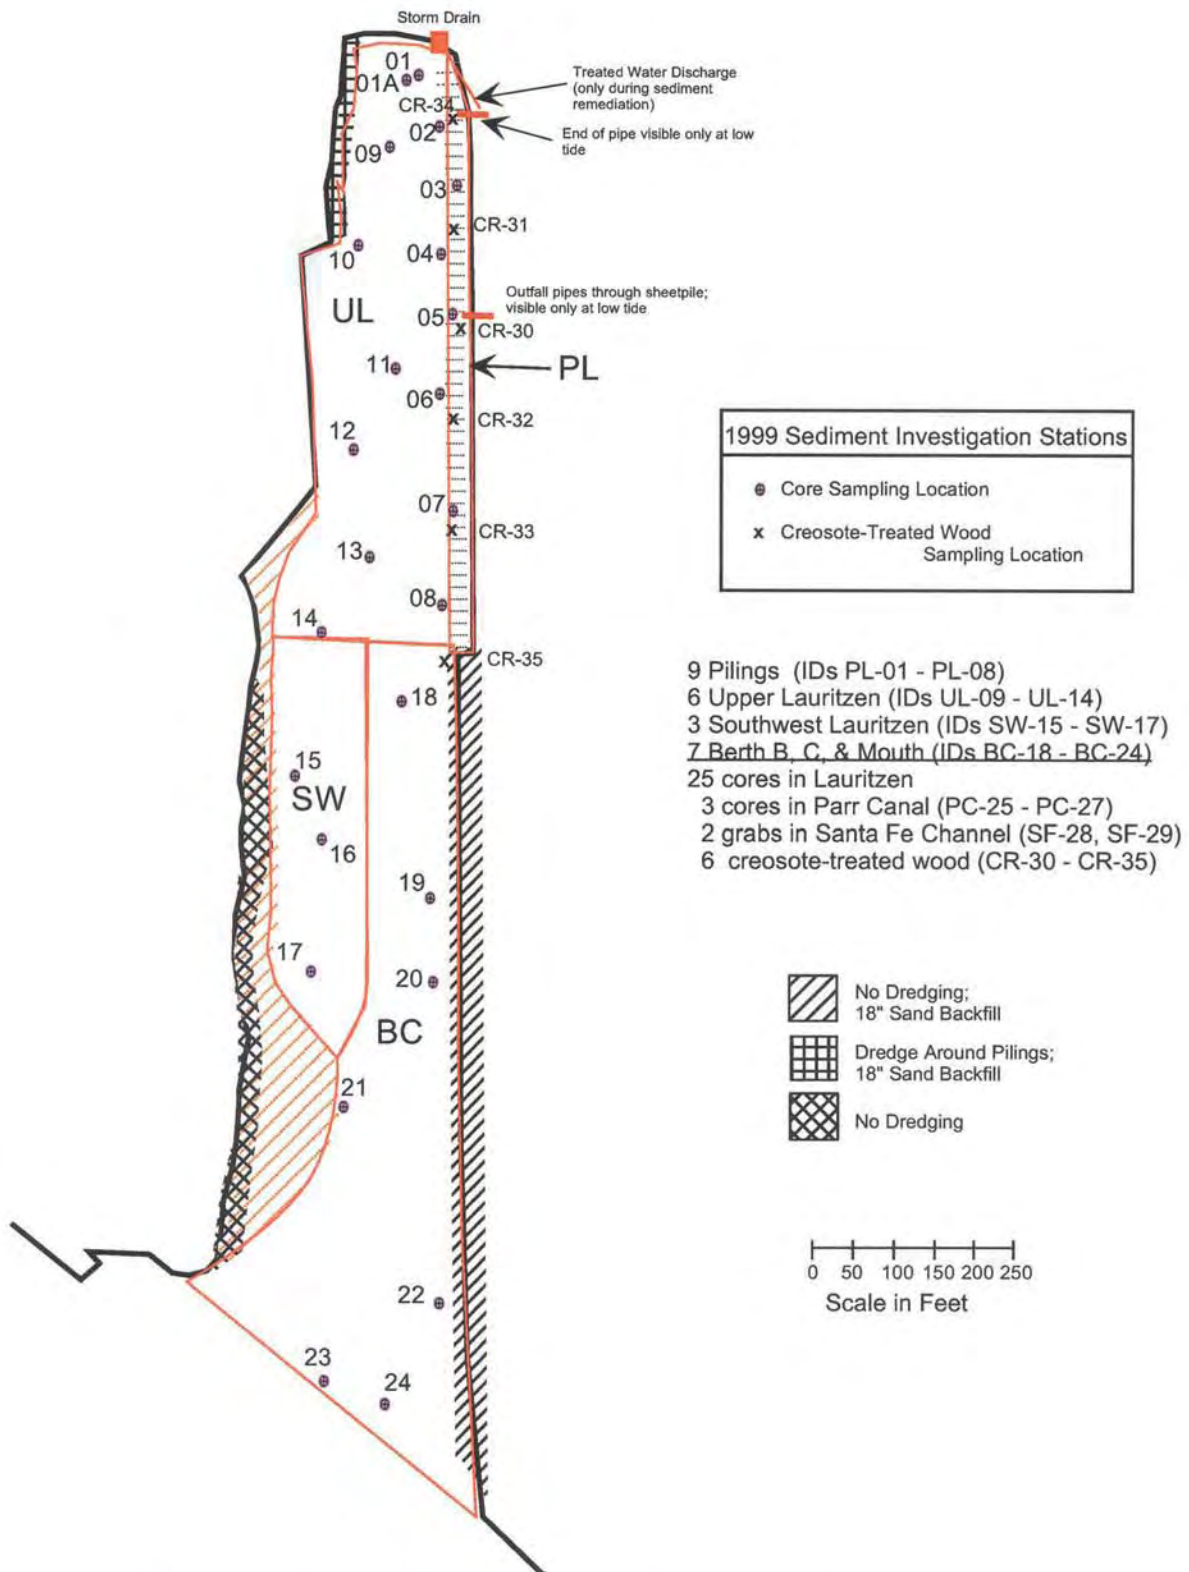 Storm Drain
01
01A
Treated Water Discharge
(only during sediment
remediation)
CR-34
02
End of pipe visible only at low
tide
09
03
CR-31
10
04
UL
Outfall pipes through sheetpile;
visible only at low tide
05
CR-30
11
PL
06
CR-32
12
07
CR-33
13
08
14
CR-35
18
15
SW
16
19
17
20
BC
21
22
23
24
1999 Sediment Investigation Stations
Core Sampling Location
x Creosote-Treated Wood
Sampling Location
9 Pilings (IDs PL-01 - PL-08)
6 Upper Lauritzen (IDs UL-09 - UL-14)
3 Southwest Lauritzen (IDs SW-15 - SW-17)
7 Berth B, C, & Mouth (IDs BC-18 - BC-24)
25 cores in Lauritzen
3 cores in Parr Canal (PC-25 - PC-27)
2 grabs in Santa Fe Channel (SF-28, SF-29)
6 creosote-treated wood (CR-30 - CR-35)
No Dredging;
18" Sand Backfill
Dredge Around Pilings;
18" Sand Backfill
No Dredging
0 50 100 150 200 250
Scale in Feet